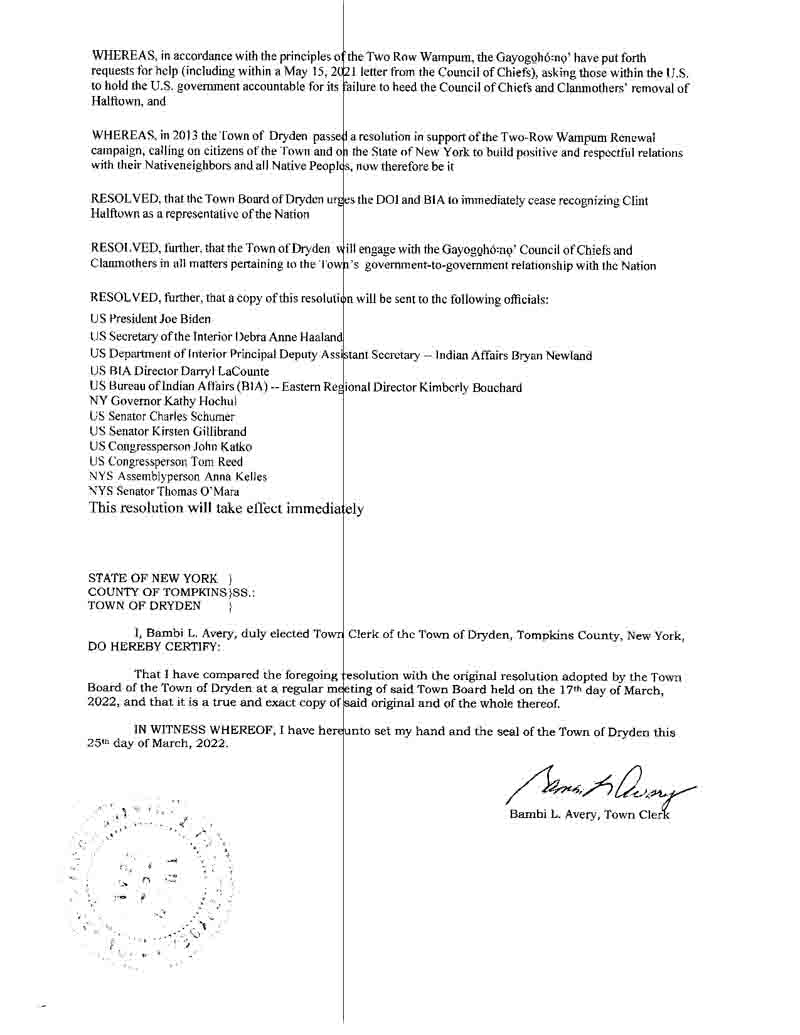 WHEREAS, in accordance with the principles of the Two Row Wampum, the Gayogo̱hó:nǫ' have put forth
requests for help (including within a May 15, 2021 letter from the Council of Chiefs), asking those within the U.S.
to hold the U.S. government accountable for its failure to heed the Council of Chiefs and Clanmothers' removal of
Halftown, and
WHEREAS, in 2013 the Town of Dryden passed a resolution in support of the Two-Row Wampum Renewal
campaign, calling on citizens of the Town and on the State of New York to build positive and respectful relations
with their Nativeneighbors and all Native Peoples, now therefore be it
RESOLVED, that the Town Board of Dryden urges the DOI and BIA to immediately cease recognizing Clint
Halftown as a representative of the Nation
RESOLVED, further, that the Town of Dryden will engage with the Gayogo̱hó:nǫ' Council of Chiefs and
Clanmothers in all matters pertaining to the Town's government-to-government relationship with the Nation
RESOLVED, further, that a copy of this resolution will be sent to the following officials:
US President Joe Biden
US Secretary of the Interior Debra Anne Haaland
US Department of Interior Principal Deputy Assistant Secretary – Indian Affairs Bryan Newland
US BIA Director Darryl LaCounte
US Bureau of Indian Affairs (BIA) -- Eastern Regional Director Kimberly Bouchard
NY Governor Kathy Hochul
US Senator Charles Schumer
US Senator Kirsten Gillibrand
US Congressperson John Katko
US Congressperson Tom Reed
NYS Assemblyperson Anna Kelles
NYS Senator Thomas O'Mara
This resolution will take effect immediately
STATE OF NEW YORK }
COUNTY OF TOMPKINS}SS.:
TOWN OF DRYDEN }
I, Bambi L. Avery, duly elected Town Clerk of the Town of Dryden, Tompkins County, New York,
DO HEREBY CERTIFY:
That I have compared the foregoing resolution with the original resolution adopted by the Town
Board of the Town of Dryden at a regular meeting of said Town Board held on the 17th day of March,
2022, and that it is a true and exact copy of said original and of the whole thereof.
IN WITNESS WHEREOF, I have hereunto set my hand and the seal of the Town of Dryden this
25th day of March, 2022.
Bambi L. Avery
Bambi L. Avery, Town Clerk